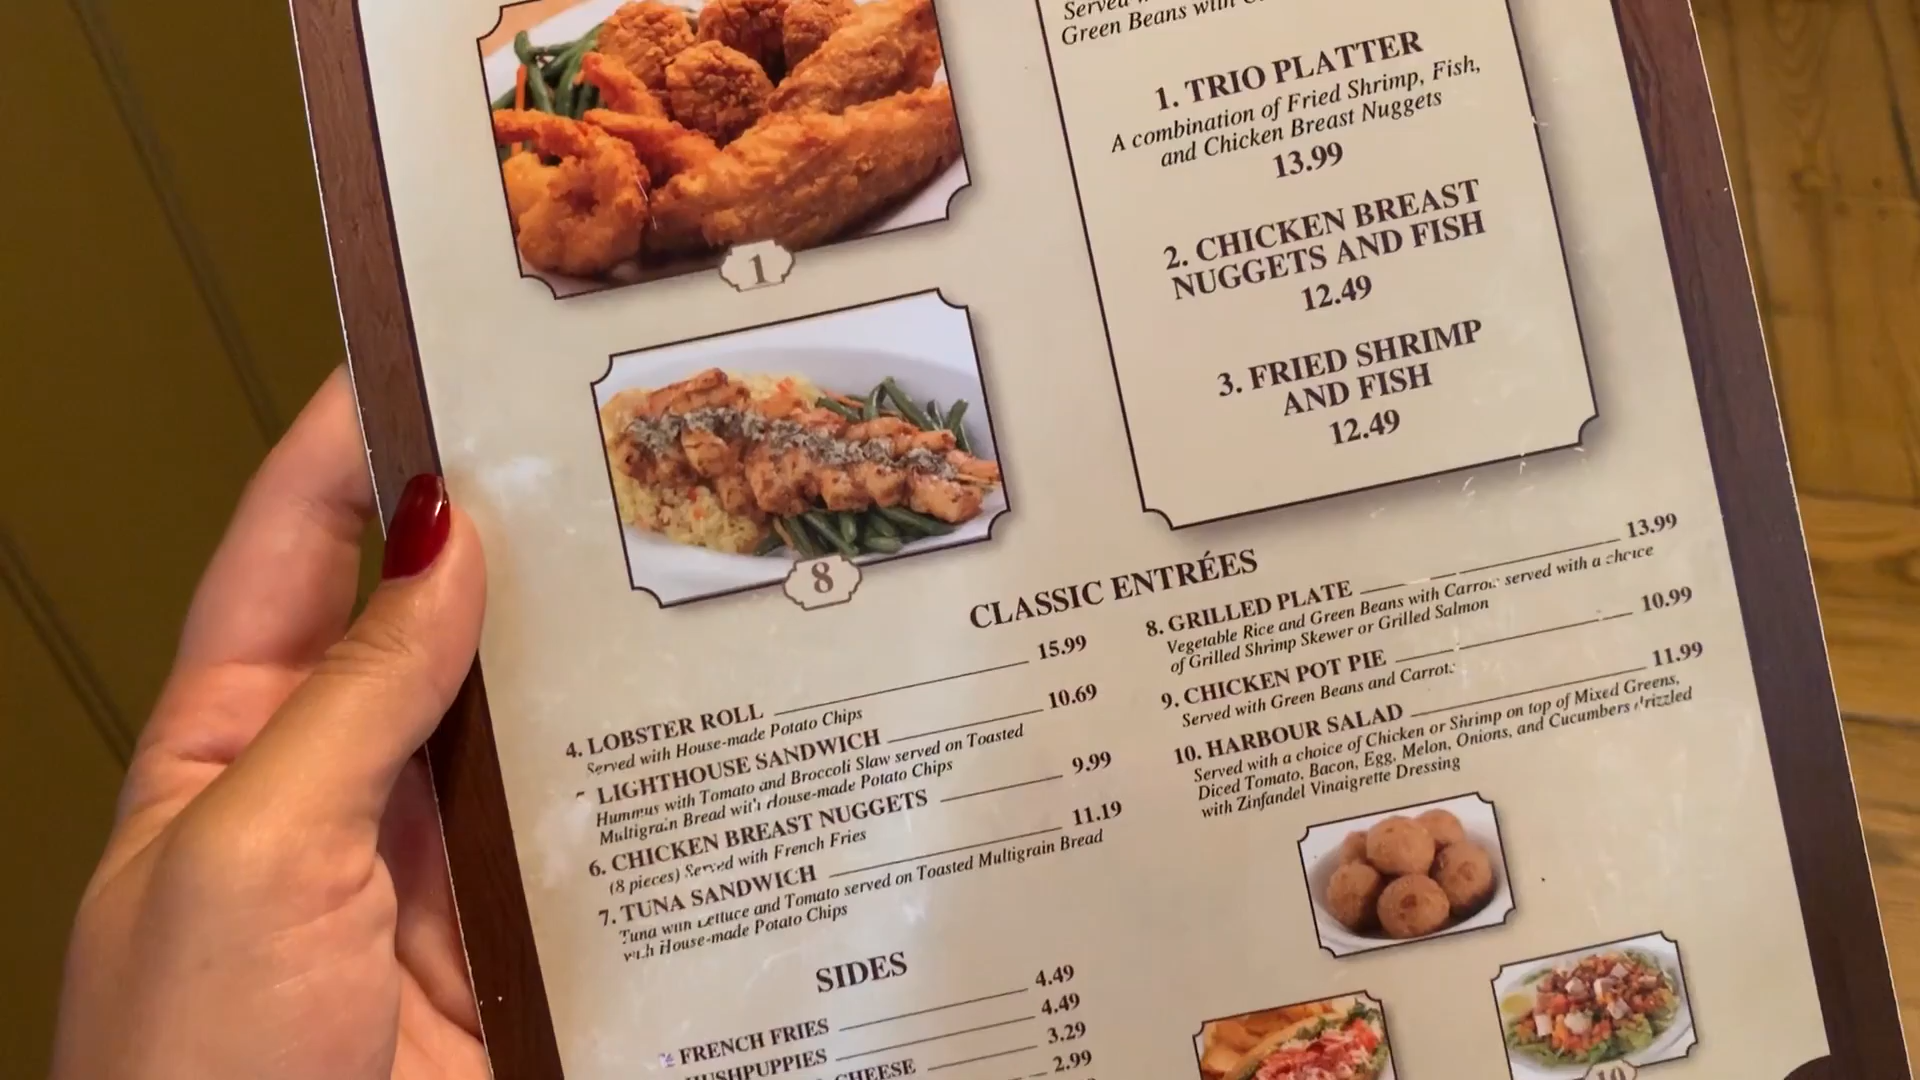 Served
Green Beans with
1. TRIO PLATTER
A combination of Fried Shrimp, Fish,
and Chicken Breast Nuggets
13.99
2. CHICKEN BREAST
NUGGETS AND FISH
12.49
3. FRIED SHRIMP
AND FISH
12.49
1
8
CLASSIC ENTRÉES
4. LOBSTER ROLL 15.99
Served with House-made Potato Chips
LIGHTHOUSE SANDWICH 10.69
Hummus with Tomato and Broccoli Slaw served on Toasted
Multigrain Bread with House-made Potato Chips
6. CHICKEN BREAST NUGGETS 9.99
(8 pieces) Served with French Fries
7. TUNA SANDWICH 11.19
Tuna with Lettuce and Tomato served on Toasted Multigrain Bread
with House-made Potato Chips
8. GRILLED PLATE 13.99
Vegetable Rice and Green Beans with Carrots served with a choice
of Grilled Shrimp Skewer or Grilled Salmon
9. CHICKEN POT PIE 10.99
Served with Green Beans and Carrots
10. HARBOUR SALAD 11.99
Served with a choice of Chicken or Shrimp on top of Mixed Greens,
Diced Tomato, Bacon, Egg, Melon, Onions, and Cucumbers drizzled
with Zinfandel Vinaigrette Dressing
SIDES
FRENCH FRIES 4.49
HUSHPUPPIES 4.49
CHEESE 3.29
2.99
10